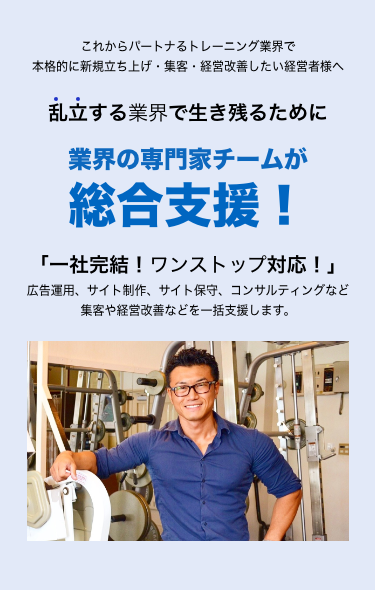 これからパートナるトレーニング業界で
本格的に新規立ち上げ・集客・経営改善したい経営者様へ
乱立する業界で生き残るために
業界の専門家チームが
総合支援！
「一社完結！ワンストップ対応！」
広告運用、サイト制作、サイト保守、コンサルティングなど
集客や経営改善などを一括支援します。